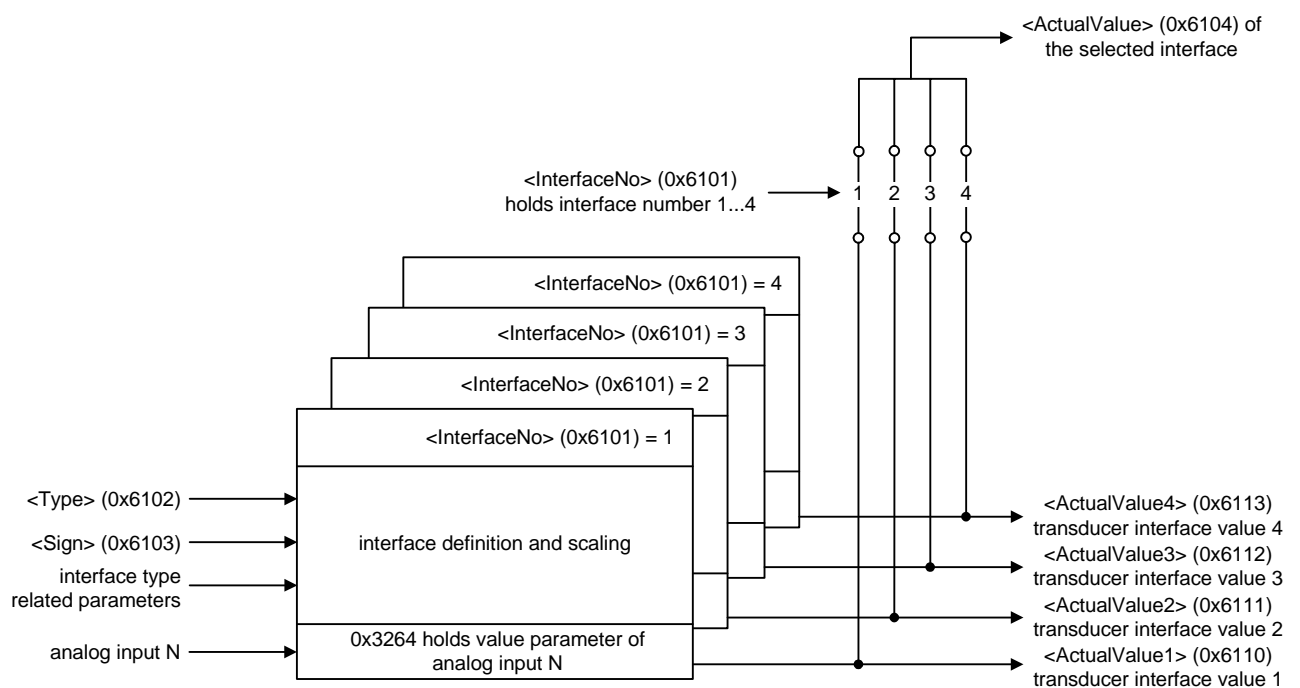 <ActualValue> (0x6104) of
the selected interface
<InterfaceNo> (0x6101)
holds interface number 1...4
1 2 3 4
<InterfaceNo> (0x6101) = 4
<InterfaceNo> (0x6101) = 3
<InterfaceNo> (0x6101) = 2
<InterfaceNo> (0x6101) = 1
<Type> (0x6102)
<Sign> (0x6103)
interface type
related parameters
analog input N
interface definition and scaling
0x3264 holds value parameter of
analog input N
<ActualValue4> (0x6113)
transducer interface value 4
<ActualValue3> (0x6112)
transducer interface value 3
<ActualValue2> (0x6111)
transducer interface value 2
<ActualValue1> (0x6110)
transducer interface value 1